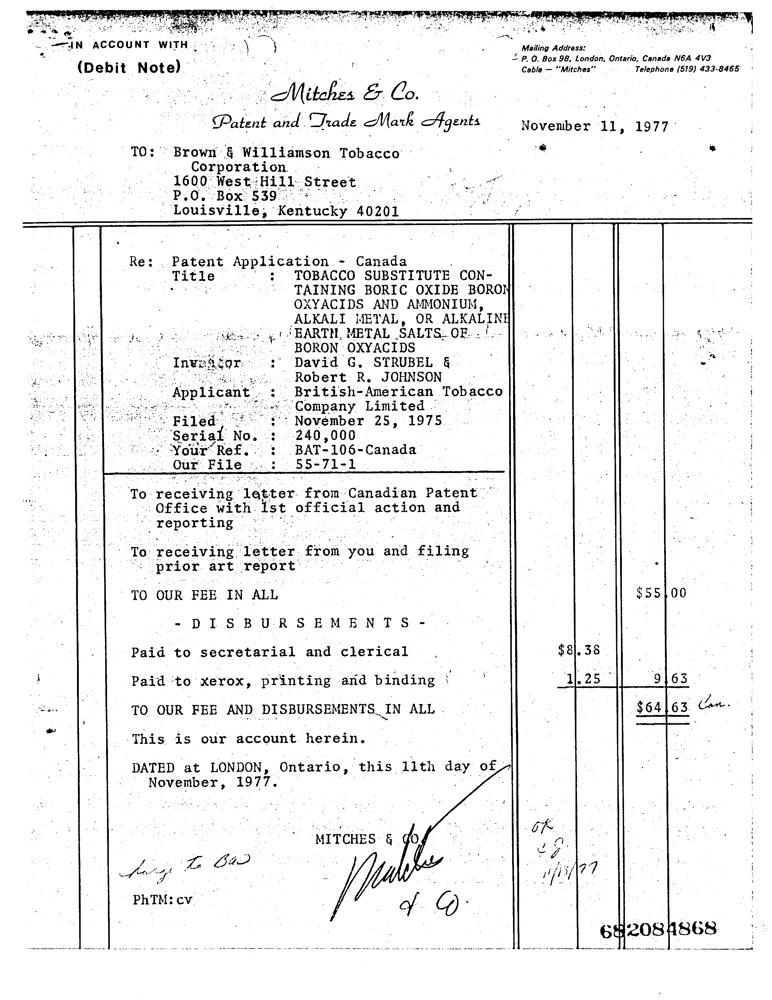 IN ACCOUNT WITH
(Debit Note)
Mailing Address:
P. O. Box 98, London, Ontario, Canada N6A 4V3
Cable — "Mitches" Telephone (519) 433-8465
Mitches & Co.
Patent and Trade Mark Agents
November 11, 1977
TO: Brown & Williamson Tobacco
Corporation
1600 West Hill Street
P.O. Box 539
Louisville, Kentucky 40201
Re: Patent Application - Canada
Title : TOBACCO SUBSTITUTE CON-
TAINING BORIC OXIDE BORON
OXYACIDS AND AMMONIUM,
ALKALI METAL, OR ALKALINE
EARTH METAL SALTS OF
BORON OXYACIDS
Inventor : David G. STRUBEL &
Robert R. JOHNSON
Applicant : British-American Tobacco
Company Limited
Filed : November 25, 1975
Serial No. : 240,000
Your Ref. : BAT-106-Canada
Our File : 55-71-1
To receiving letter from Canadian Patent
Office with 1st official action and
reporting
To receiving letter from you and filing
prior art report
TO OUR FEE IN ALL $55.00
- D I S B U R S E M E N T S -
Paid to secretarial and clerical $8.38
Paid to xerox, printing and binding 1.25 9 63
TO OUR FEE AND DISBURSEMENTS IN ALL $64 63 Can.
This is our account herein.
DATED at LONDON, Ontario, this 11th day of
November, 1977.
MITCHES & CO.
OK
to
Mitches
& Co.
PhTM:cv
682084868